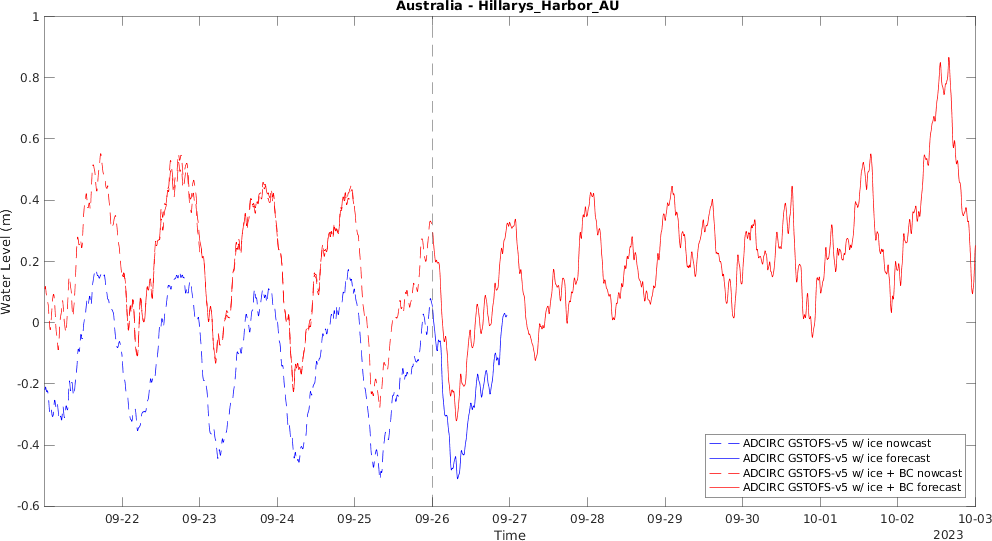 Australia - Hillarys_Harbor_AU
1
0.8
0.6
0.4
0.2
0
-0.2
-0.4
-0.6
Water Level (m)
ADCIRC GSTOFS-v5 w/ ice nowcast
ADCIRC GSTOFS-v5 w/ ice forecast
ADCIRC GSTOFS-v5 w/ ice + BC nowcast
ADCIRC GSTOFS-v5 w/ ice + BC forecast
09-22 09-23 09-24 09-25 09-26 09-27 09-28 09-29 09-30 10-01 10-02 10-03
Time
2023